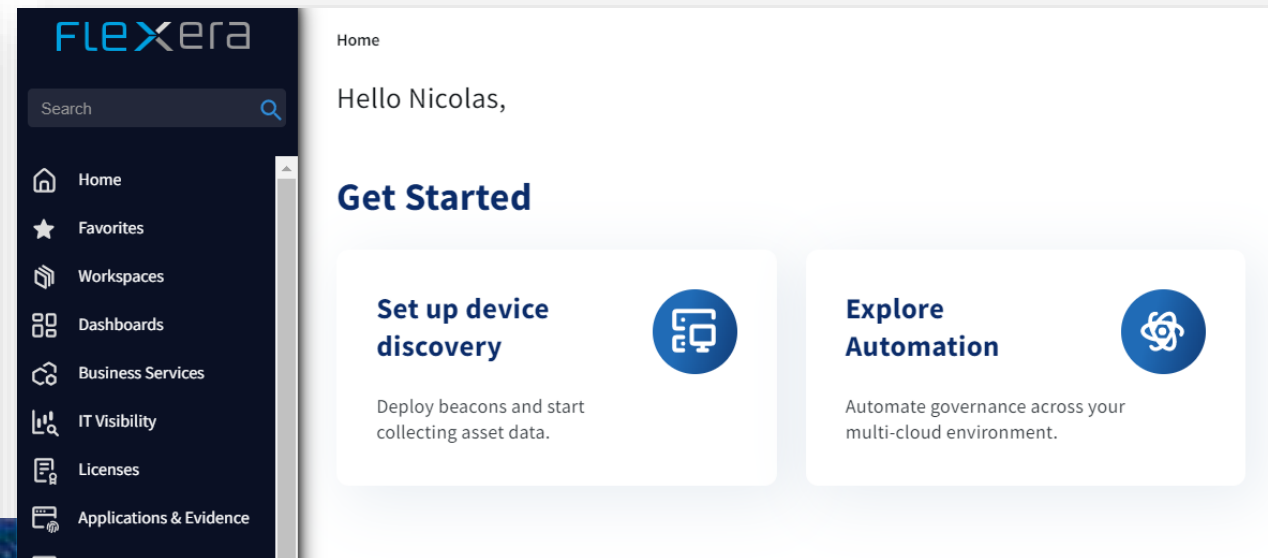 Flexera
Search
Home
Favorites
Workspaces
Dashboards
Business Services
IT Visibility
Licenses
Applications & Evidence
Home
Hello Nicolas,
Get Started
Set up device
discovery
Deploy beacons and start
collecting asset data.
Explore
Automation
Automate governance across your
multi-cloud environment.